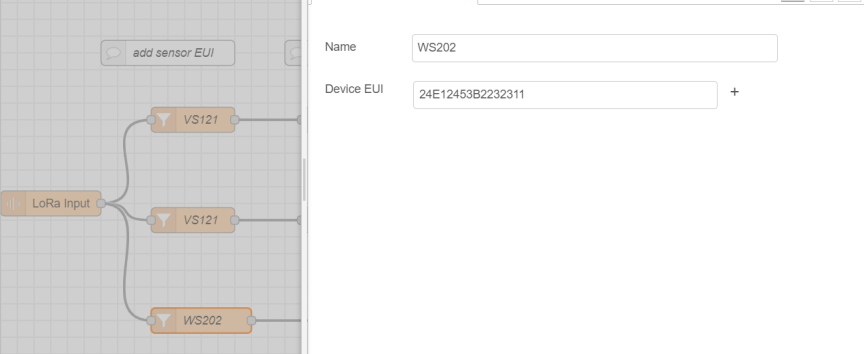 add sensor EUI
Name
WS202
Device EUI
24E12453B2232311
+
VS121
LoRa Input
VS121
WS202